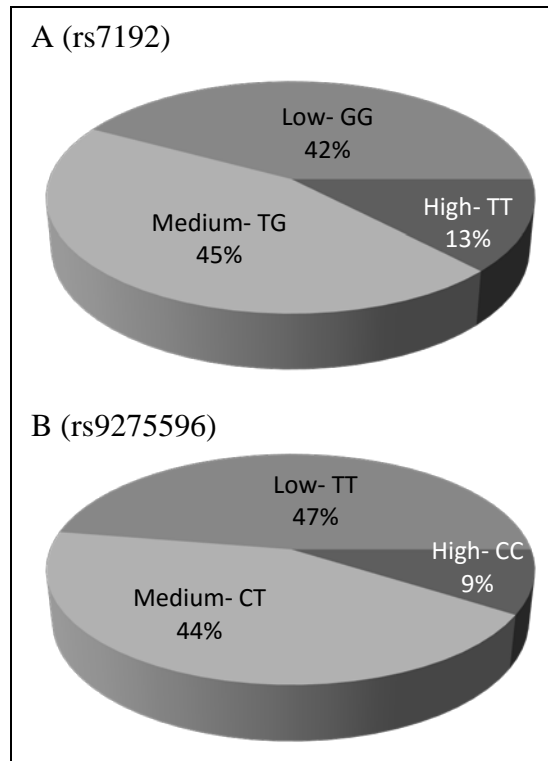 A (rs7192)
Low- GG
42%
High- TT
13%
Medium- TG
45%
B (rs9275596)
Low- TT
47%
High- CC
9%
Medium- CT
44%